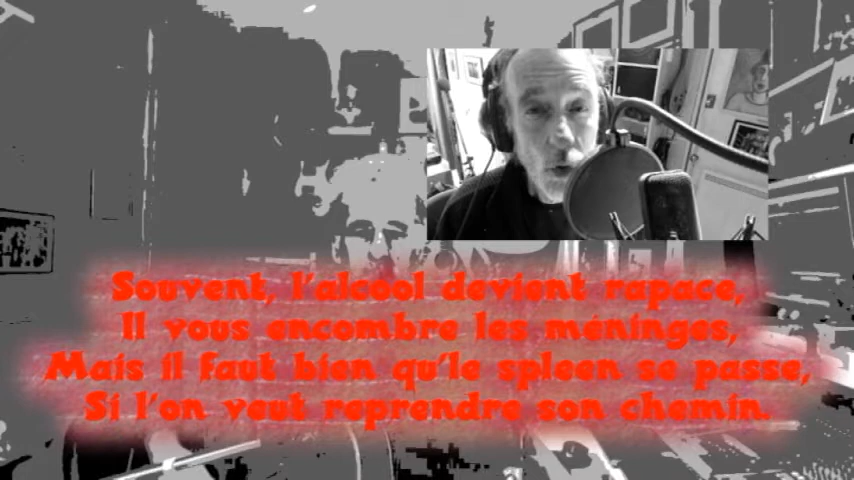 Souvent, l'alcool devient rapace,
Il vous encombre les méninges,
Mais il faut bien qu'le spleen se passe,
Si l'on veut reprendre son chemin.